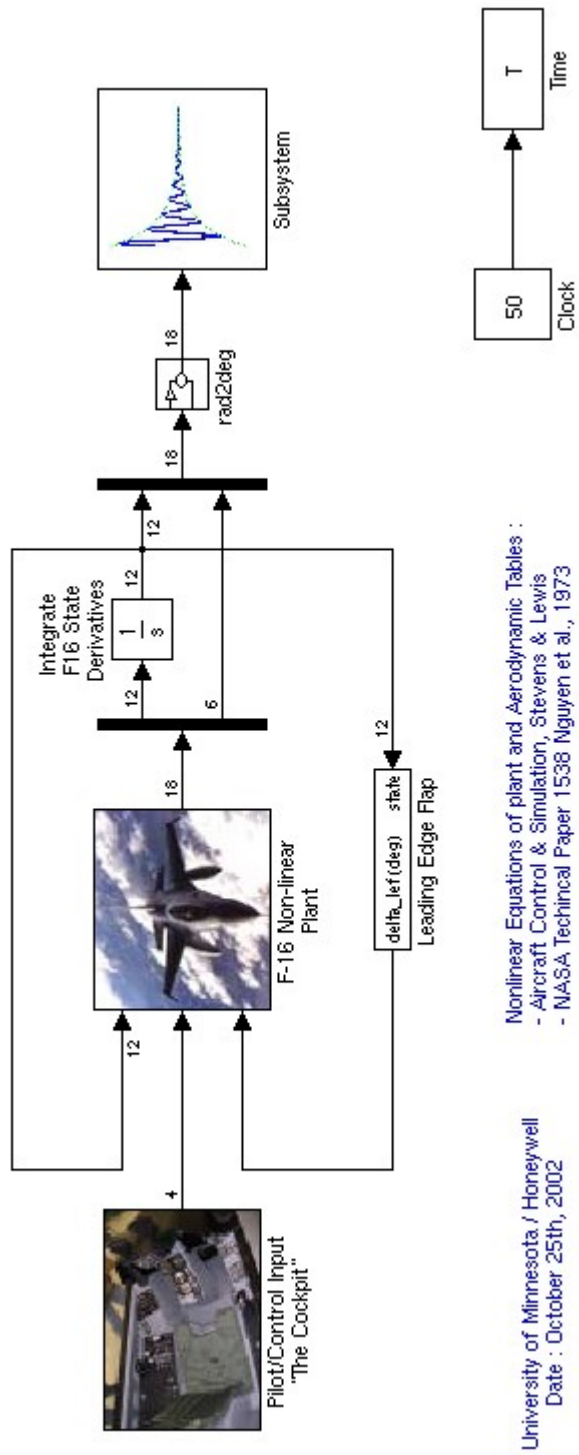 12
4
Pilot/Control Input
"The Cockpit"
F-16 Non-linear
Plant
18
12
6
Integrate
F16 State
Derivatives
1
s
12
12
12
delta_lef(deg) state
Leading Edge Flap
18
rad2deg
18
Subsystem
50
Clock
T
Time
University of Minnesota / Honeywell
Date : October 25th, 2002
Nonlinear Equations of plant and Aerodynamic Tables :
- Aircraft Control & Simulation, Stevens & Lewis
- NASA Techincal Paper 1538 Nguyen et al., 1973